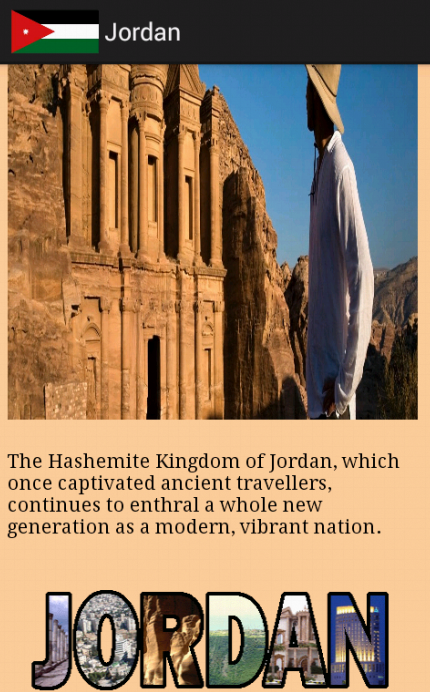 Jordan
The Hashemite Kingdom of Jordan, which
once captivated ancient travellers,
continues to enthral a whole new
generation as a modern, vibrant nation.
JORDAN